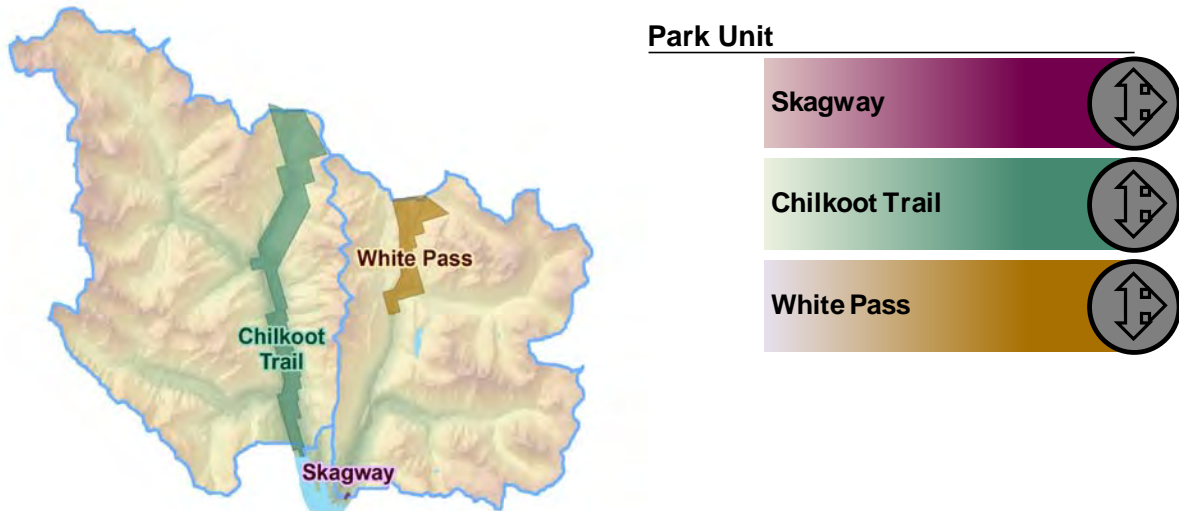 White Pass
Chilkoot
Trail
Skagway
Park Unit
Skagway
Chilkoot Trail
White Pass